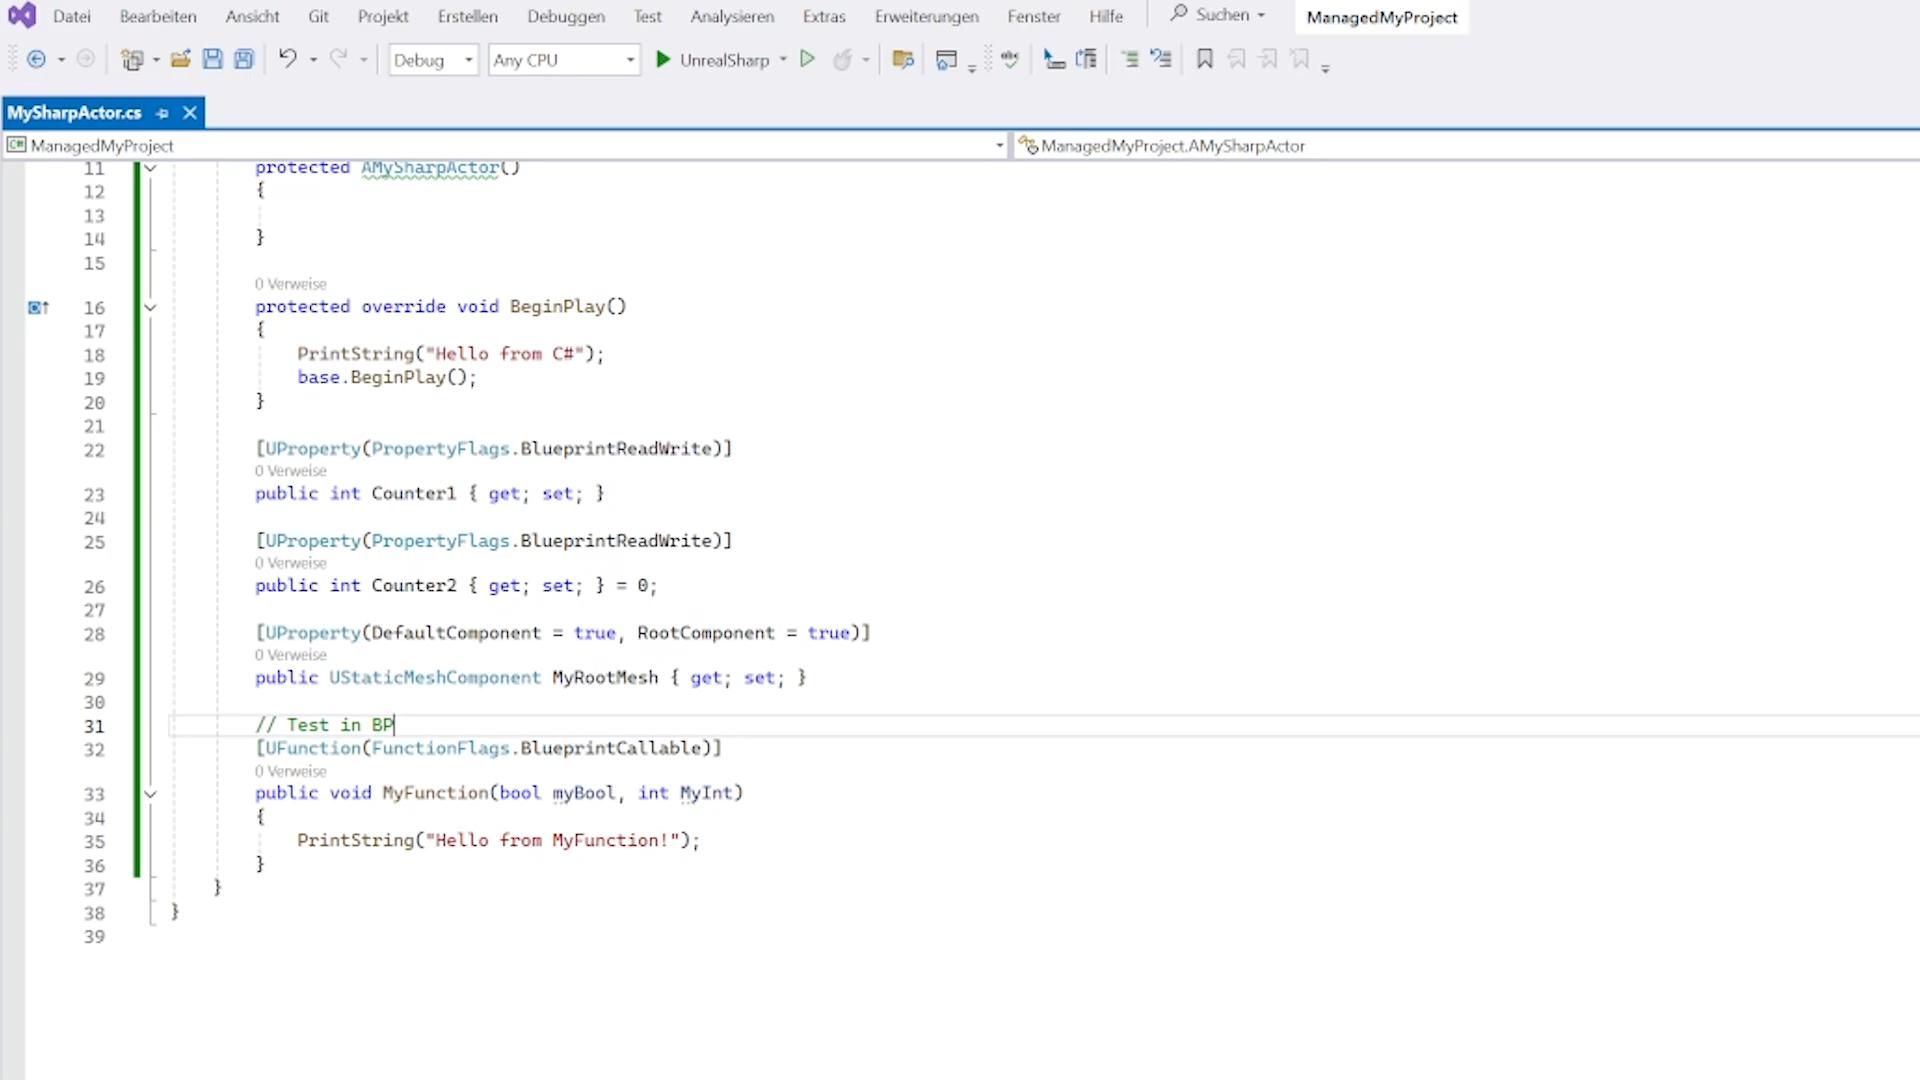 Datei Bearbeiten Ansicht Git Projekt Erstellen Debuggen Test Analysieren Extras Erweiterungen Fenster Hilfe Suchen ManagedMyProject
Debug Any CPU UnrealSharp
MySharpActor.cs
C# ManagedMyProject ManagedMyProject.AMySharpActor
11 protected AMySharpActor()
12 {
13
14 }
15
0 Verweise
16 protected override void BeginPlay()
17 {
18 PrintString("Hello from C#");
19 base.BeginPlay();
20 }
21
22 [UProperty(PropertyFlags.BlueprintReadWrite)]
0 Verweise
23 public int Counter1 { get; set; }
24
25 [UProperty(PropertyFlags.BlueprintReadWrite)]
0 Verweise
26 public int Counter2 { get; set; } = 0;
27
28 [UProperty(DefaultComponent = true, RootComponent = true)]
0 Verweise
29 public UStaticMeshComponent MyRootMesh { get; set; }
30
31 // Test in BP
32 [UFunction(FunctionFlags.BlueprintCallable)]
0 Verweise
33 public void MyFunction(bool myBool, int MyInt)
34 {
35 PrintString("Hello from MyFunction!");
36 }
37 }
38 }
39